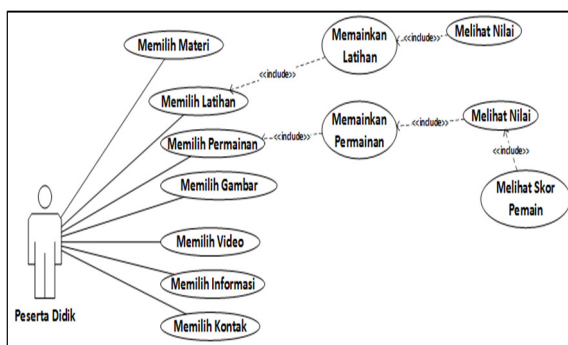 Memilih Materi
Memainkan
Latihan
<<include>>
Melihat Nilai
<<include>>
Memilih Latihan
Memilih Permainan
<<include>>
Memainkan
Permainan
<<include>>
Melihat Nilai
<<include>>
Melihat Skor
Pemain
Memilih Gambar
Memilih Video
Memilih Informasi
Memilih Kontak
Peserta Didik